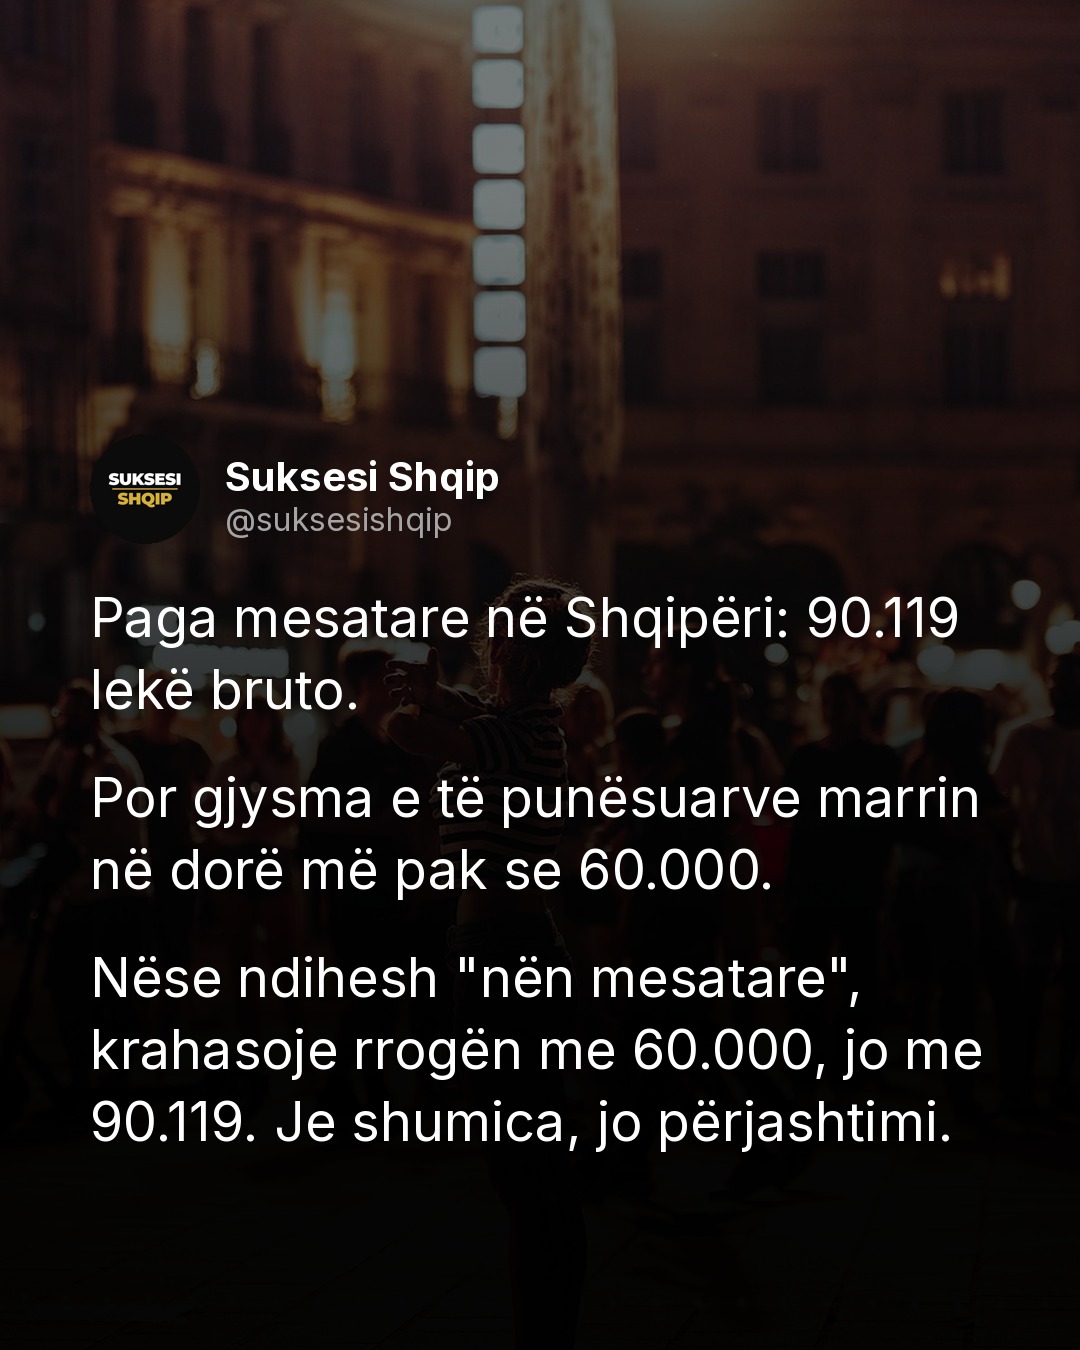 SUKSESI
SHQIP
Suksesi Shqip
@suksesishqip
Paga mesatare në Shqipëri: 90.119
lekë bruto.
Por gjysma e të punësuarve marrin
në dorë më pak se 60.000.
Nëse ndihesh "nën mesatare",
krahasoje rrogën me 60.000, jo me
90.119. Je shumica, jo përjashtimi.